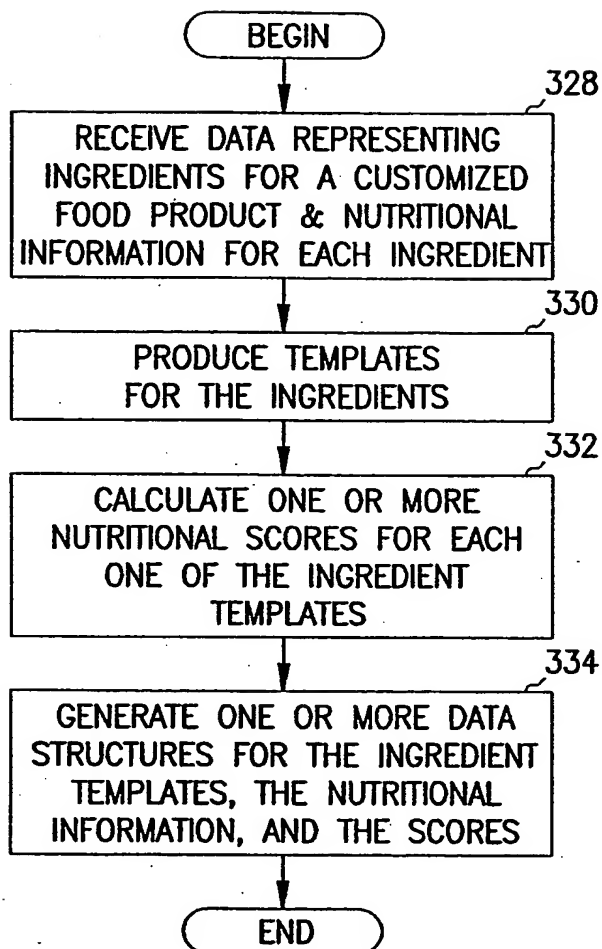 BEGIN
328
RECEIVE DATA REPRESENTING
INGREDIENTS FOR A CUSTOMIZED
FOOD PRODUCT & NUTRITIONAL
INFORMATION FOR EACH INGREDIENT
330
PRODUCE TEMPLATES
FOR THE INGREDIENTS
332
CALCULATE ONE OR MORE
NUTRITIONAL SCORES FOR EACH
ONE OF THE INGREDIENT
TEMPLATES
334
GENERATE ONE OR MORE DATA
STRUCTURES FOR THE INGREDIENT
TEMPLATES, THE NUTRITIONAL
INFORMATION, AND THE SCORES
END